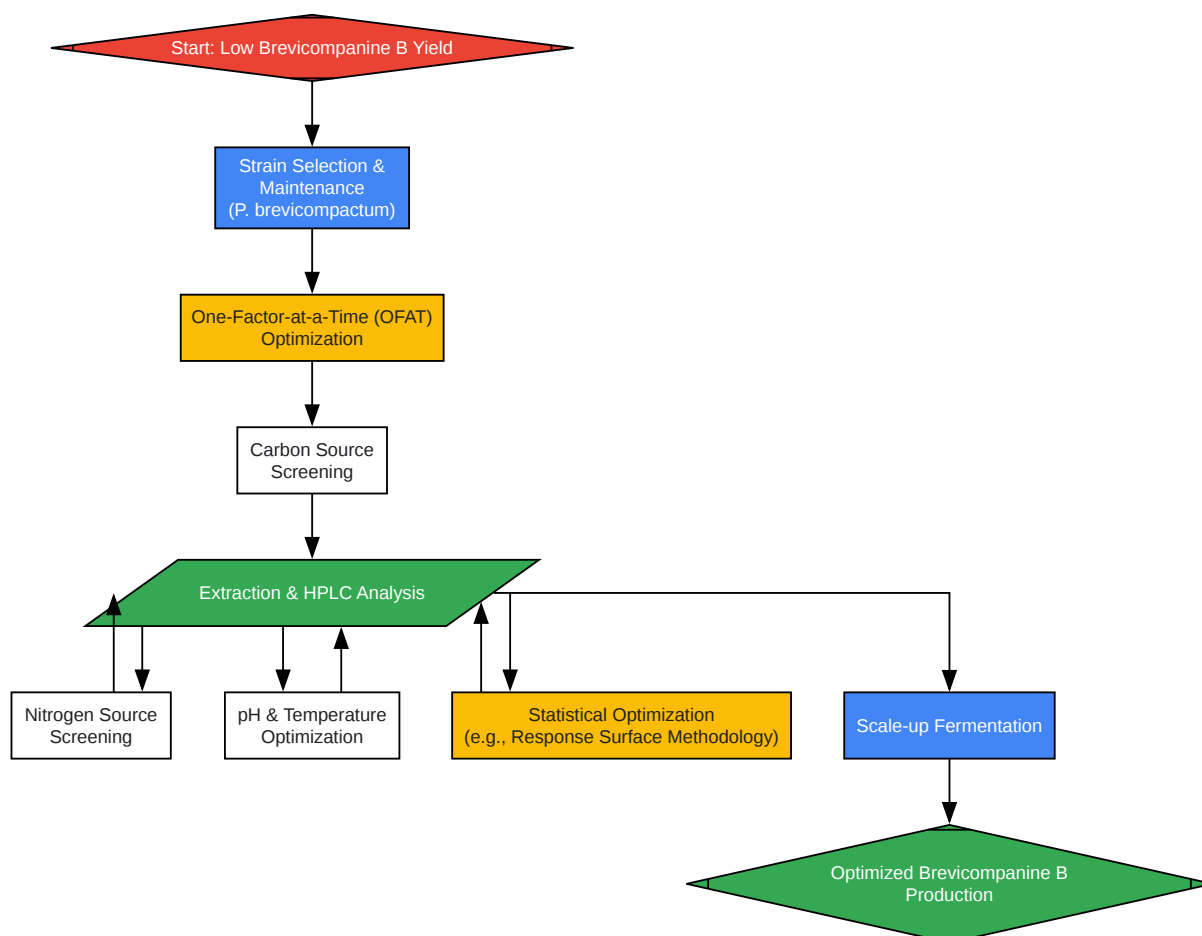 Start: Low Brevicompanine B Yield
Strain Selection &
Maintenance
(P. brevicompactum)
One-Factor-at-a-Time (OFAT)
Optimization
Carbon Source
Screening
Extraction & HPLC Analysis
Nitrogen Source
Screening
pH & Temperature
Optimization
Statistical Optimization
(e.g., Response Surface Methodology)
Scale-up Fermentation
Optimized Brevicompanine B
Production